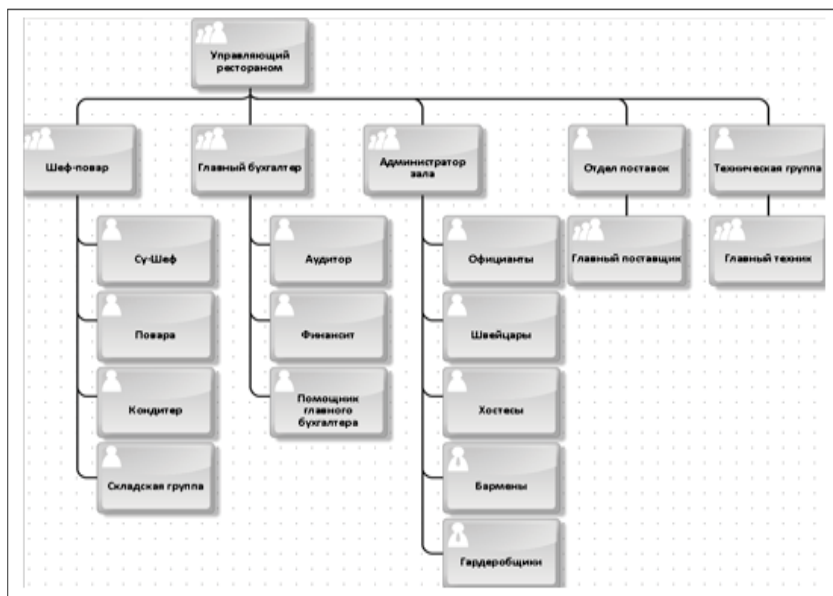 Управляющий
рестораном
Шеф-повар
Главный бухгалтер
Администратор
зала
Отдел поставок
Техническая группа
Су-Шеф
Аудитор
Официанты
Главный поставщик
Главный техник
Повара
Финансит
Швейцары
Кондитер
Помощник
главного
бухгалтера
Хостесы
Складская группа
Бармены
Гардеробщики